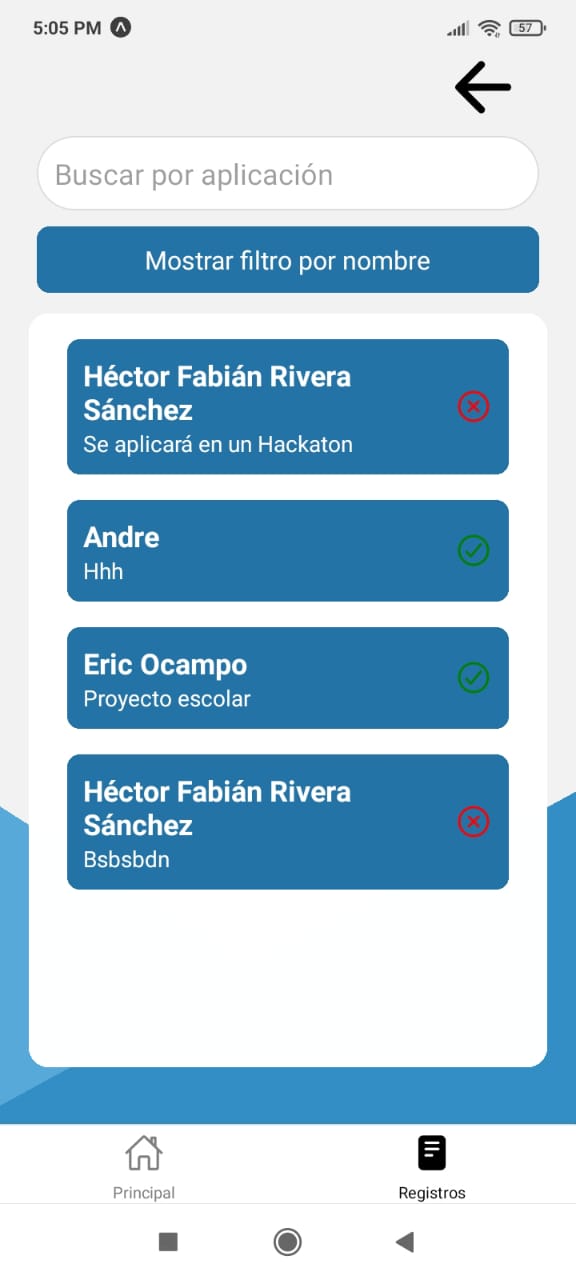 5:05 PM
57
Buscar por aplicación
Mostrar filtro por nombre
Héctor Fabián Rivera
Sánchez
Se aplicará en un Hackaton
Andre
Hhh
Eric Ocampo
Proyecto escolar
Héctor Fabián Rivera
Sánchez
Bsbsbdn
Principal
Registros